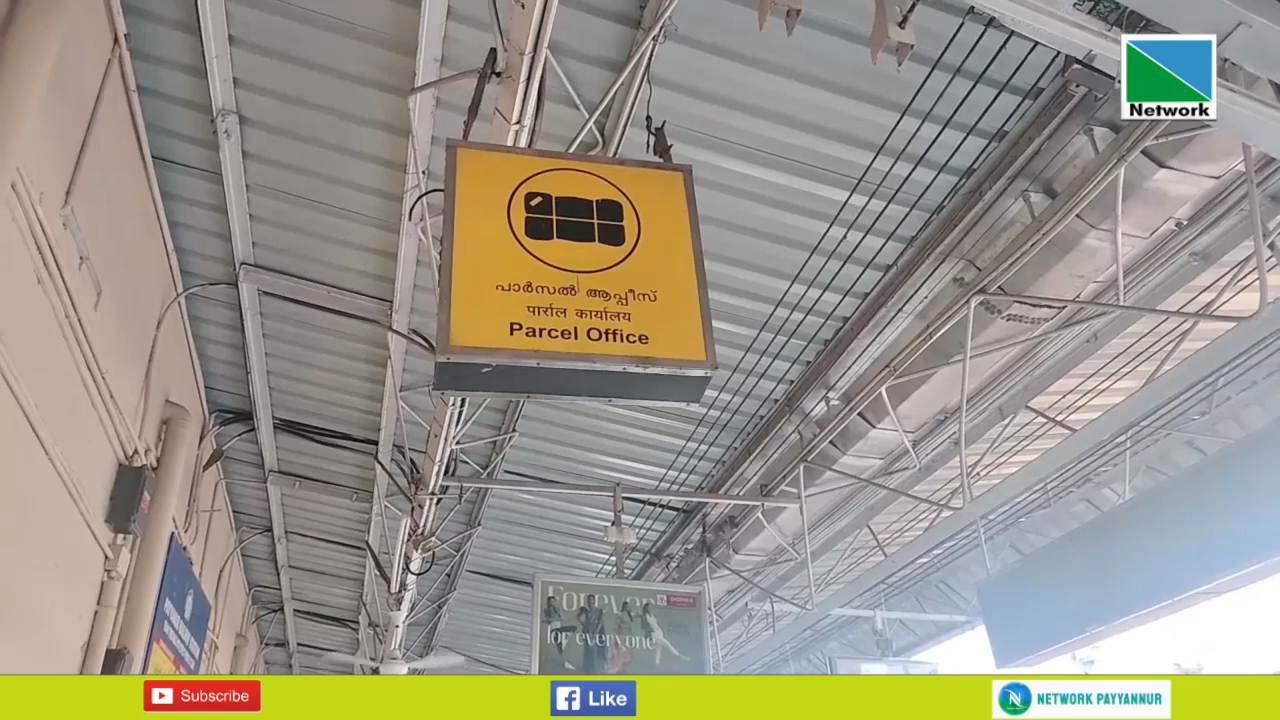 Network
പാർസൽ ആപ്പീസ്
पार्सल कार्यालय
Parcel Office
Forever
for everyone
Subscribe
Like
NETWORK PAYYANNUR